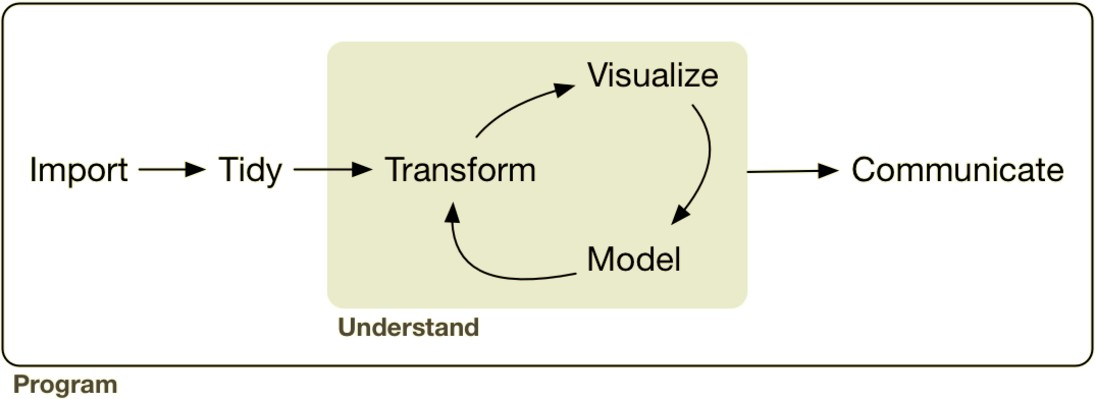 Visualize
Import
Tidy
Transform
Communicate
Model
Understand
Program